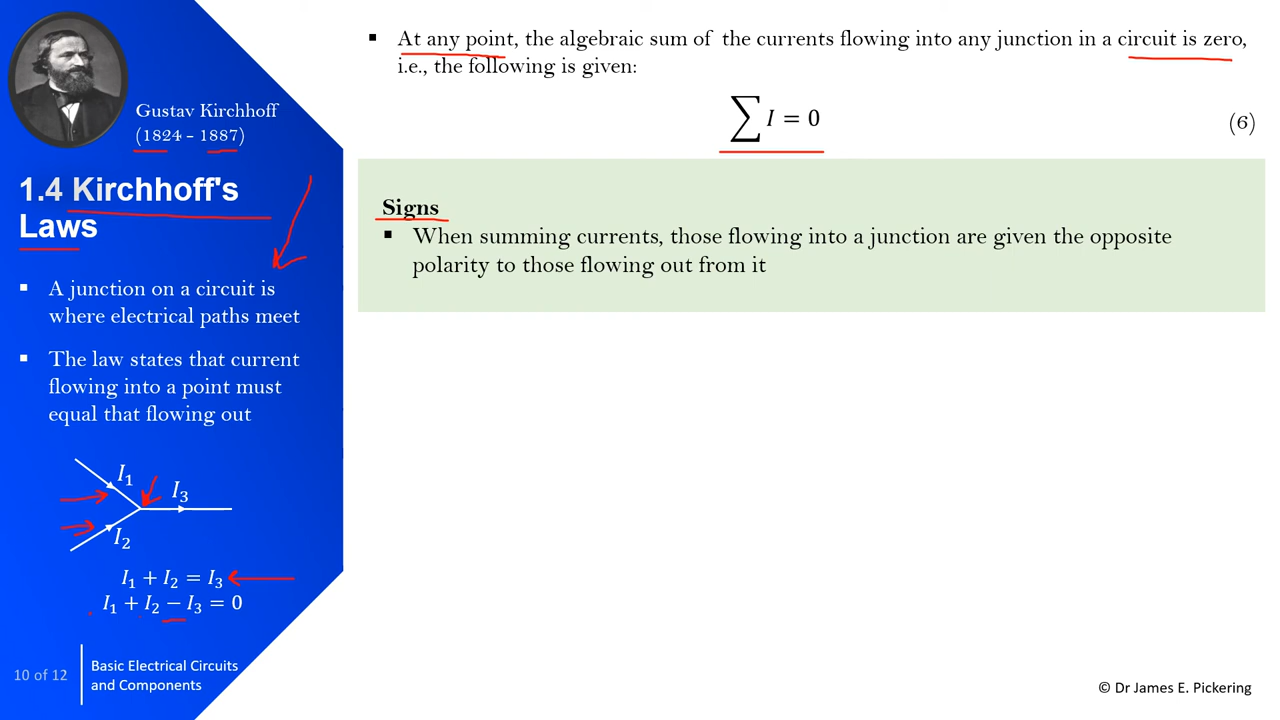 Gustav Kirchhoff
(1824 - 1887)
1.4 Kirchhoff's
Laws
▪ A junction on a circuit is
where electrical paths meet
▪ The law states that current
flowing into a point must
equal that flowing out
I₁
I₃
I₂
I₁ + I₂ = I₃
I₁ + I₂ − I₃ = 0
10 of 12
Basic Electrical Circuits
and Components
▪ At any point, the algebraic sum of the currents flowing into any junction in a circuit is zero,
i.e., the following is given:
∑ I = 0 (6)
Signs
▪ When summing currents, those flowing into a junction are given the opposite
polarity to those flowing out from it
© Dr James E. Pickering